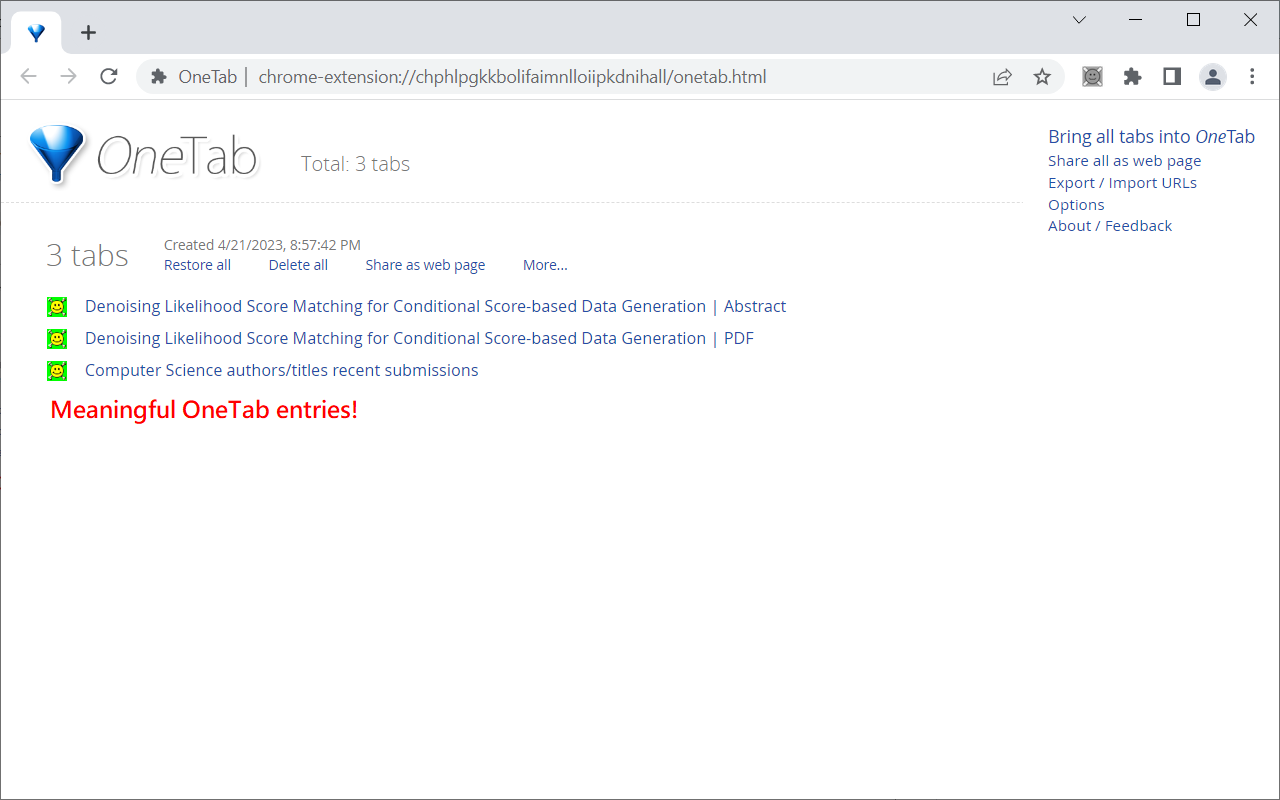 OneTab | chrome-extension://chphlpgkkbolifaimnlloiipkdnihall/onetab.html
OneTab
Total: 3 tabs
Bring all tabs into OneTab
Share all as web page
Export / Import URLs
Options
About / Feedback
3 tabs
Created 4/21/2023, 8:57:42 PM
Restore all Delete all Share as web page More...
Denoising Likelihood Score Matching for Conditional Score-based Data Generation | Abstract
Denoising Likelihood Score Matching for Conditional Score-based Data Generation | PDF
Computer Science authors/titles recent submissions
Meaningful OneTab entries!